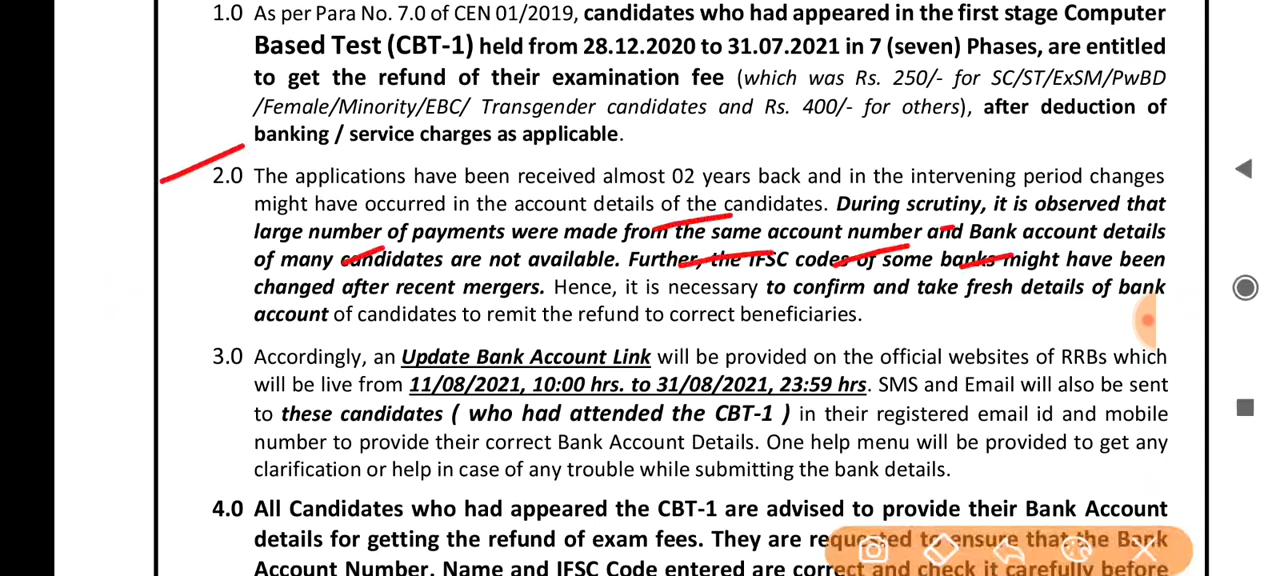 1.0 As per Para No. 7.0 of CEN 01/2019, candidates who had appeared in the first stage Computer
Based Test (CBT-1) held from 28.12.2020 to 31.07.2021 in 7 (seven) Phases, are entitled
to get the refund of their examination fee (which was Rs. 250/- for SC/ST/ExSM/PwBD
/Female/Minority/EBC/ Transgender candidates and Rs. 400/- for others), after deduction of
banking / service charges as applicable.
2.0 The applications have been received almost 02 years back and in the intervening period changes
might have occurred in the account details of the candidates. During scrutiny, it is observed that
large number of payments were made from the same account number and Bank account details
of many candidates are not available. Further, the IFSC codes of some banks might have been
changed after recent mergers. Hence, it is necessary to confirm and take fresh details of bank
account of candidates to remit the refund to correct beneficiaries.
3.0 Accordingly, an Update Bank Account Link will be provided on the official websites of RRBs which
will be live from 11/08/2021, 10:00 hrs. to 31/08/2021, 23:59 hrs. SMS and Email will also be sent
to these candidates ( who had attended the CBT-1 ) in their registered email id and mobile
number to provide their correct Bank Account Details. One help menu will be provided to get any
clarification or help in case of any trouble while submitting the bank details.
4.0 All Candidates who had appeared the CBT-1 are advised to provide their Bank Account
details for getting the refund of exam fees. They are requested to ensure that the Bank
Account Number, Name and IFSC Code entered are correct and check it carefully before